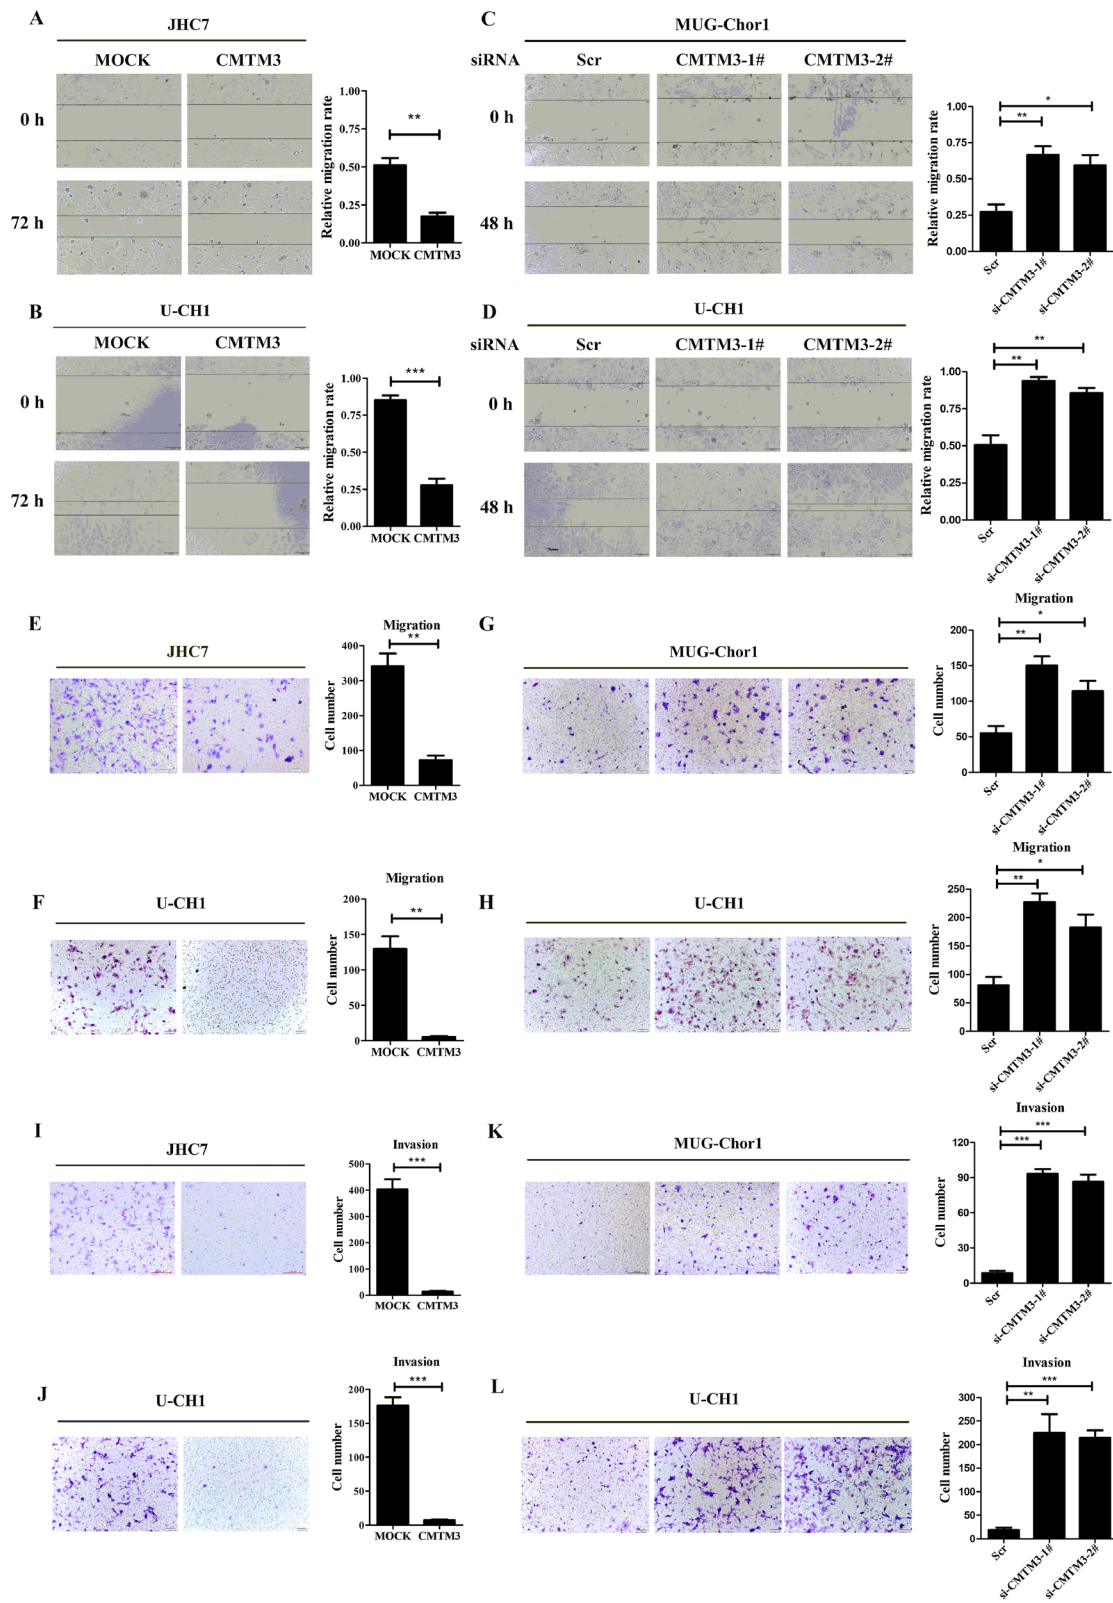 A
JHC7
MOCK CMTM3
0 h
72 h
Relative migration rate
1.00
0.75
0.50
0.25
0.00
**
MOCK CMTM3
C
MUG-Chor1
siRNA Scr CMTM3-1# CMTM3-2#
0 h
48 h
Relative migration rate
1.00
0.75
0.50
0.25
0.00
*
**
Scr
si-CMTM3-1#
si-CMTM3-2#
B
U-CH1
MOCK CMTM3
0 h
72 h
Relative migration rate
1.00
0.75
0.50
0.25
0.00
***
MOCK CMTM3
D
U-CH1
siRNA Scr CMTM3-1# CMTM3-2#
0 h
48 h
Relative migration rate
1.00
0.75
0.50
0.25
0.00
**
**
Scr
si-CMTM3-1#
si-CMTM3-2#
E
JHC7
Migration
Cell number
400
300
200
100
0
**
MOCK CMTM3
G
MUG-Chor1
Migration
Cell number
200
150
100
50
0
*
**
Scr
si-CMTM3-1#
si-CMTM3-2#
F
U-CH1
Migration
Cell number
200
150
100
50
0
**
MOCK CMTM3
H
U-CH1
Migration
Cell number
250
200
150
100
50
0
*
**
Scr
si-CMTM3-1#
si-CMTM3-2#
I
JHC7
Invasion
Cell number
500
400
300
200
100
0
***
MOCK CMTM3
K
MUG-Chor1
Invasion
Cell number
120
90
60
30
0
***
***
Scr
si-CMTM3-1#
si-CMTM3-2#
J
U-CH1
Invasion
Cell number
200
150
100
50
0
***
MOCK CMTM3
L
U-CH1
Invasion
Cell number
300
250
200
150
100
50
0
***
**
Scr
si-CMTM3-1#
si-CMTM3-2#